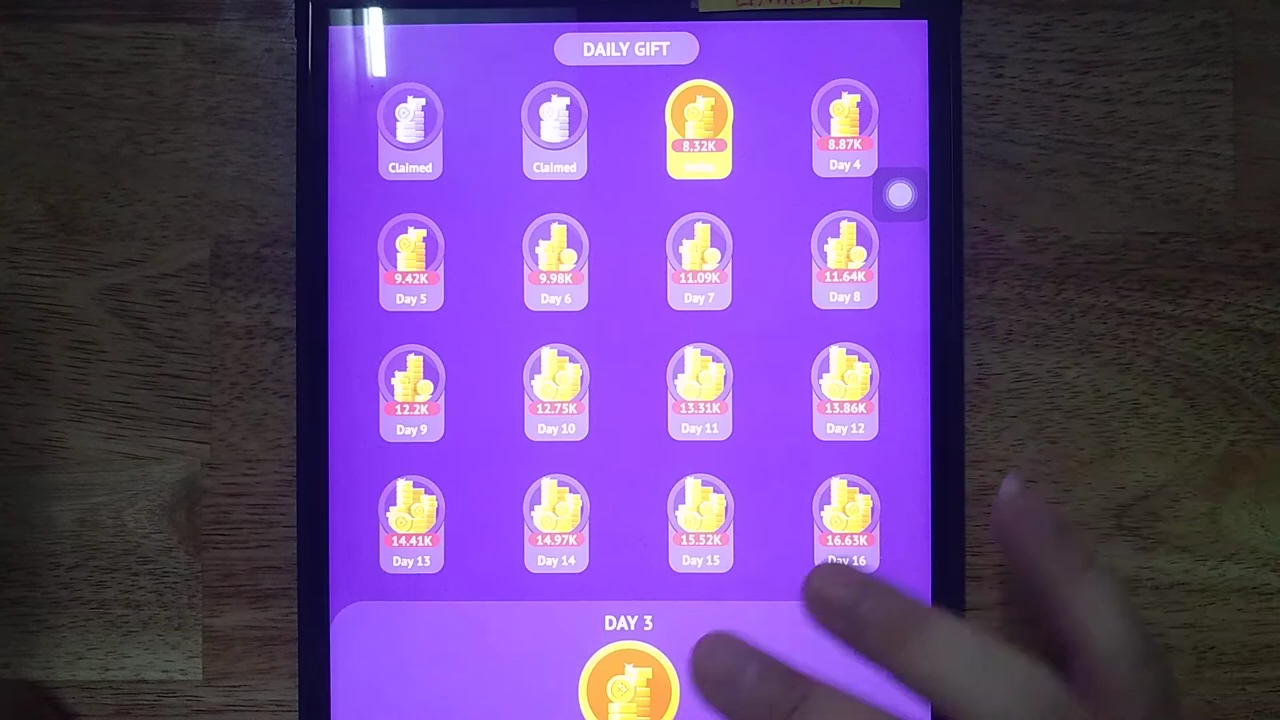 DAILY GIFT
Claimed
Claimed
8.32K
8.87K
Day 4
9.42K
Day 5
9.98K
Day 6
11.09K
Day 7
11.64K
Day 8
12.2K
Day 9
12.75K
Day 10
13.31K
Day 11
13.86K
Day 12
14.41K
Day 13
14.97K
Day 14
15.52K
Day 15
16.63K
Day 16
DAY 3